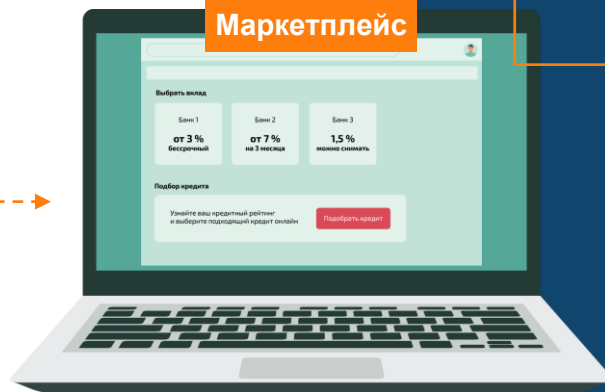 Маркетплейс
Выбрать вклад
Банк 1
от 3 %
бессрочный
Банк 2
от 7 %
на 3 месяца
Банк 3
1,5 %
можно снимать
Подбор кредита
Узнайте ваш кредитный рейтинг
и выберите подходящий кредит онлайн
Подобрать кредит